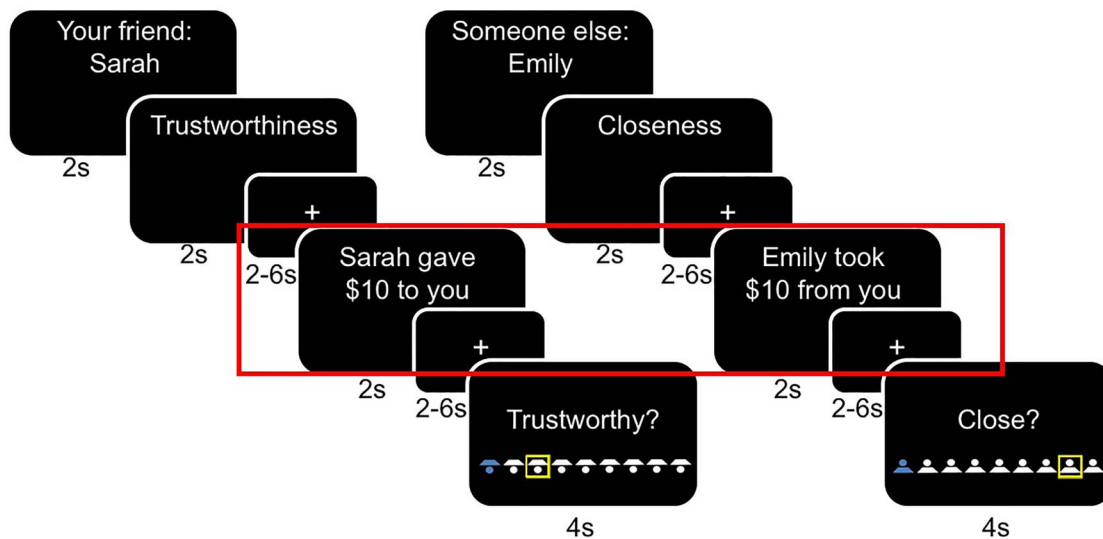 Your friend:
Sarah
2s
Trustworthiness
2s
+
2-6s
Sarah gave
$10 to you
2s
+
2-6s
Trustworthy?
4s
Someone else:
Emily
2s
Closeness
2s
+
2-6s
Emily took
$10 from you
2s
+
2-6s
Close?
4s